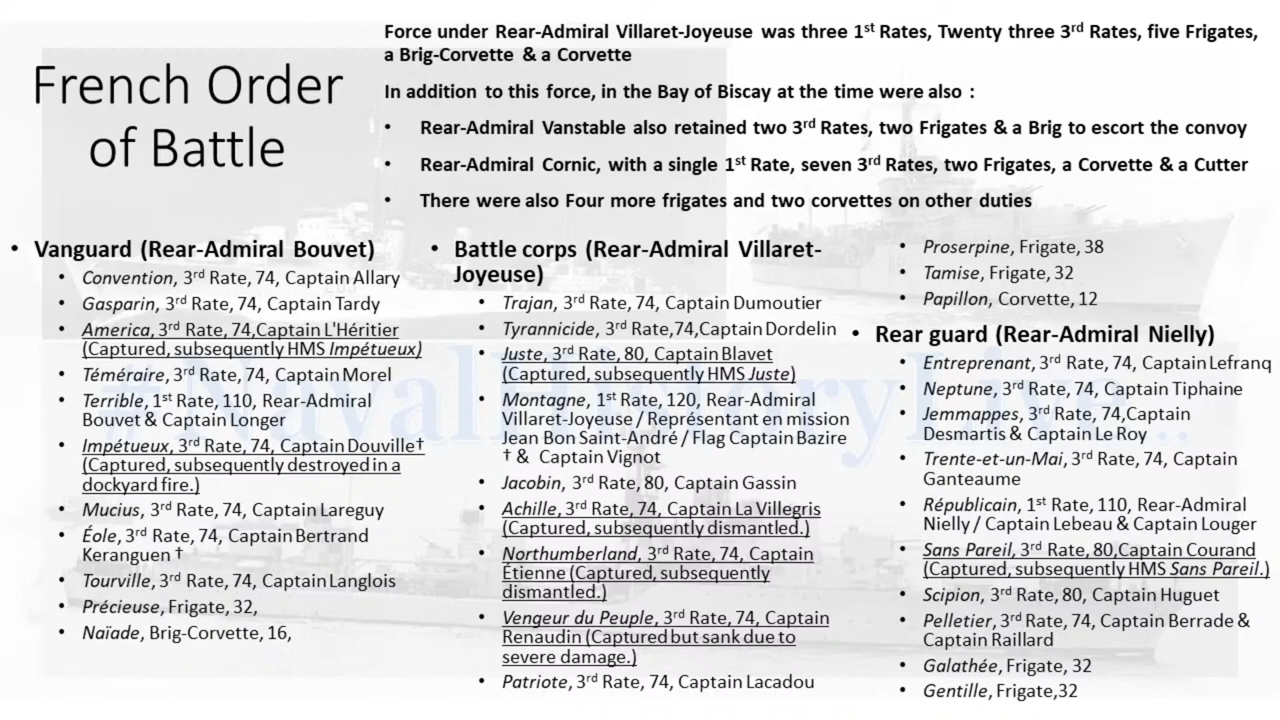 French Order
of Battle
Force under Rear-Admiral Villaret-Joyeuse was three 1st Rates, Twenty three 3rd Rates, five Frigates,
a Brig-Corvette & a Corvette
In addition to this force, in the Bay of Biscay at the time were also :
• Rear-Admiral Vanstable also retained two 3rd Rates, two Frigates & a Brig to escort the convoy
• Rear-Admiral Cornic, with a single 1st Rate, seven 3rd Rates, two Frigates, a Corvette & a Cutter
• There were also Four more frigates and two corvettes on other duties
• Vanguard (Rear-Admiral Bouvet)
• Convention, 3rd Rate, 74, Captain Allary
• Gasparin, 3rd Rate, 74, Captain Tardy
• America, 3rd Rate, 74,Captain L'Héritier
(Captured, subsequently HMS Impétueux)
• Téméraire, 3rd Rate, 74, Captain Morel
• Terrible, 1st Rate, 110, Rear-Admiral
Bouvet & Captain Longer
• Impétueux, 3rd Rate, 74, Captain Douville†
(Captured, subsequently destroyed in a
dockyard fire.)
• Mucius, 3rd Rate, 74, Captain Lareguy
• Éole, 3rd Rate, 74, Captain Bertrand
Keranguen †
• Tourville, 3rd Rate, 74, Captain Langlois
• Précieuse, Frigate, 32,
• Naïade, Brig-Corvette, 16,
• Battle corps (Rear-Admiral Villaret-
Joyeuse)
• Trajan, 3rd Rate, 74, Captain Dumoutier
• Tyrannicide, 3rd Rate,74,Captain Dordelin
• Juste, 3rd Rate, 80, Captain Blavet
(Captured, subsequently HMS Juste)
• Montagne, 1st Rate, 120, Rear-Admiral
Villaret-Joyeuse / Représentant en mission
Jean Bon Saint-André / Flag Captain Bazire
† & Captain Vignot
• Jacobin, 3rd Rate, 80, Captain Gassin
• Achille, 3rd Rate, 74, Captain La Villegris
(Captured, subsequently dismantled.)
• Northumberland, 3rd Rate, 74, Captain
Étienne (Captured, subsequently
dismantled.)
• Vengeur du Peuple, 3rd Rate, 74, Captain
Renaudin (Captured but sank due to
severe damage.)
• Patriote, 3rd Rate, 74, Captain Lacadou
• Proserpine, Frigate, 38
• Tamise, Frigate, 32
• Papillon, Corvette, 12
• Rear guard (Rear-Admiral Nielly)
• Entreprenant, 3rd Rate, 74, Captain Lefranq
• Neptune, 3rd Rate, 74, Captain Tiphaine
• Jemmappes, 3rd Rate, 74,Captain
Desmartis & Captain Le Roy
• Trente-et-un-Mai, 3rd Rate, 74, Captain
Ganteaume
• Républicain, 1st Rate, 110, Rear-Admiral
Nielly / Captain Lebeau & Captain Louger
• Sans Pareil, 3rd Rate, 80,Captain Courand
(Captured, subsequently HMS Sans Pareil.)
• Scipion, 3rd Rate, 80, Captain Huguet
• Pelletier, 3rd Rate, 74, Captain Berrade &
Captain Raillard
• Galathée, Frigate, 32
• Gentille, Frigate,32
#NavalHistoryLive...